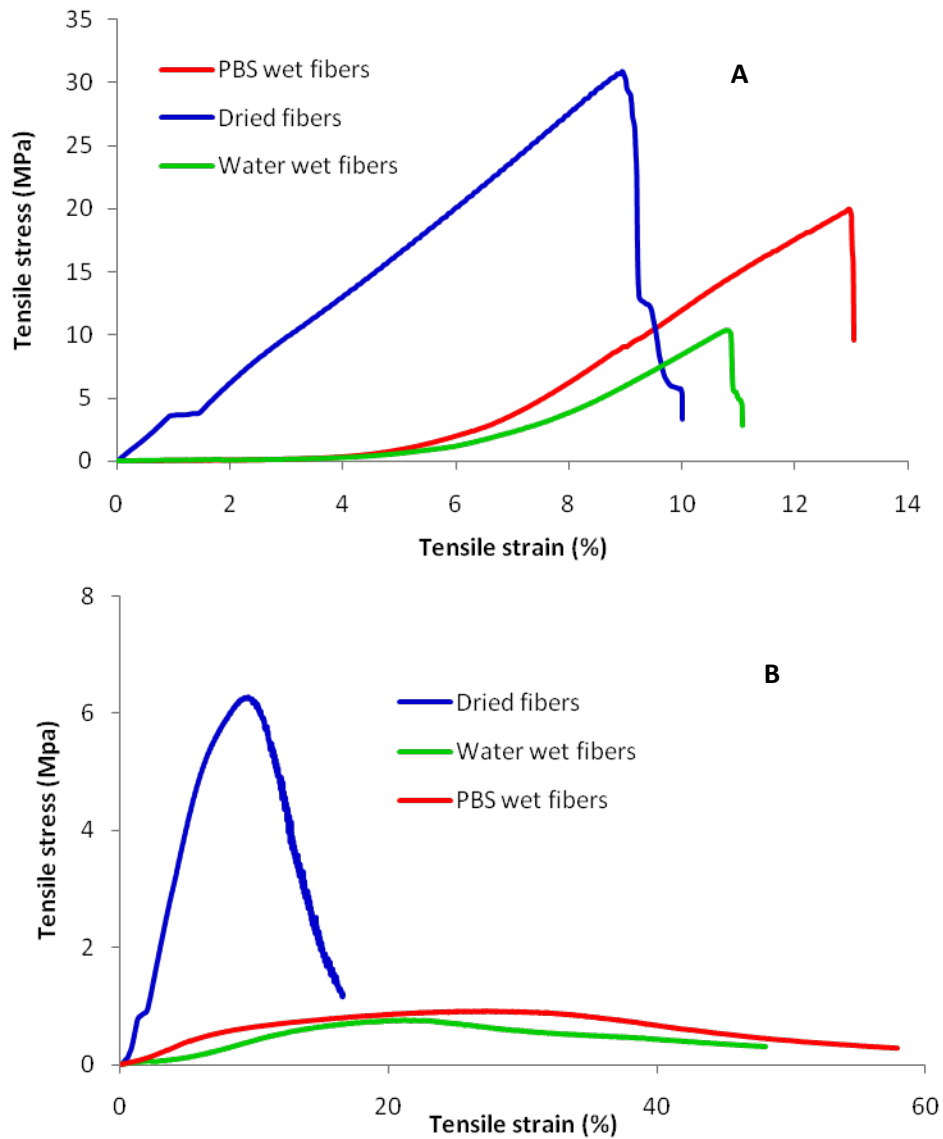 35
30
25
20
15
10
5
0
Tensile stress (MPa)
PBS wet fibers
Dried fibers
Water wet fibers
A
0 2 4 6 8 10 12 14
Tensile strain (%)
8
6
4
2
0
Tensile stress (Mpa)
B
Dried fibers
Water wet fibers
PBS wet fibers
0 20 40 60
Tensile strain (%)